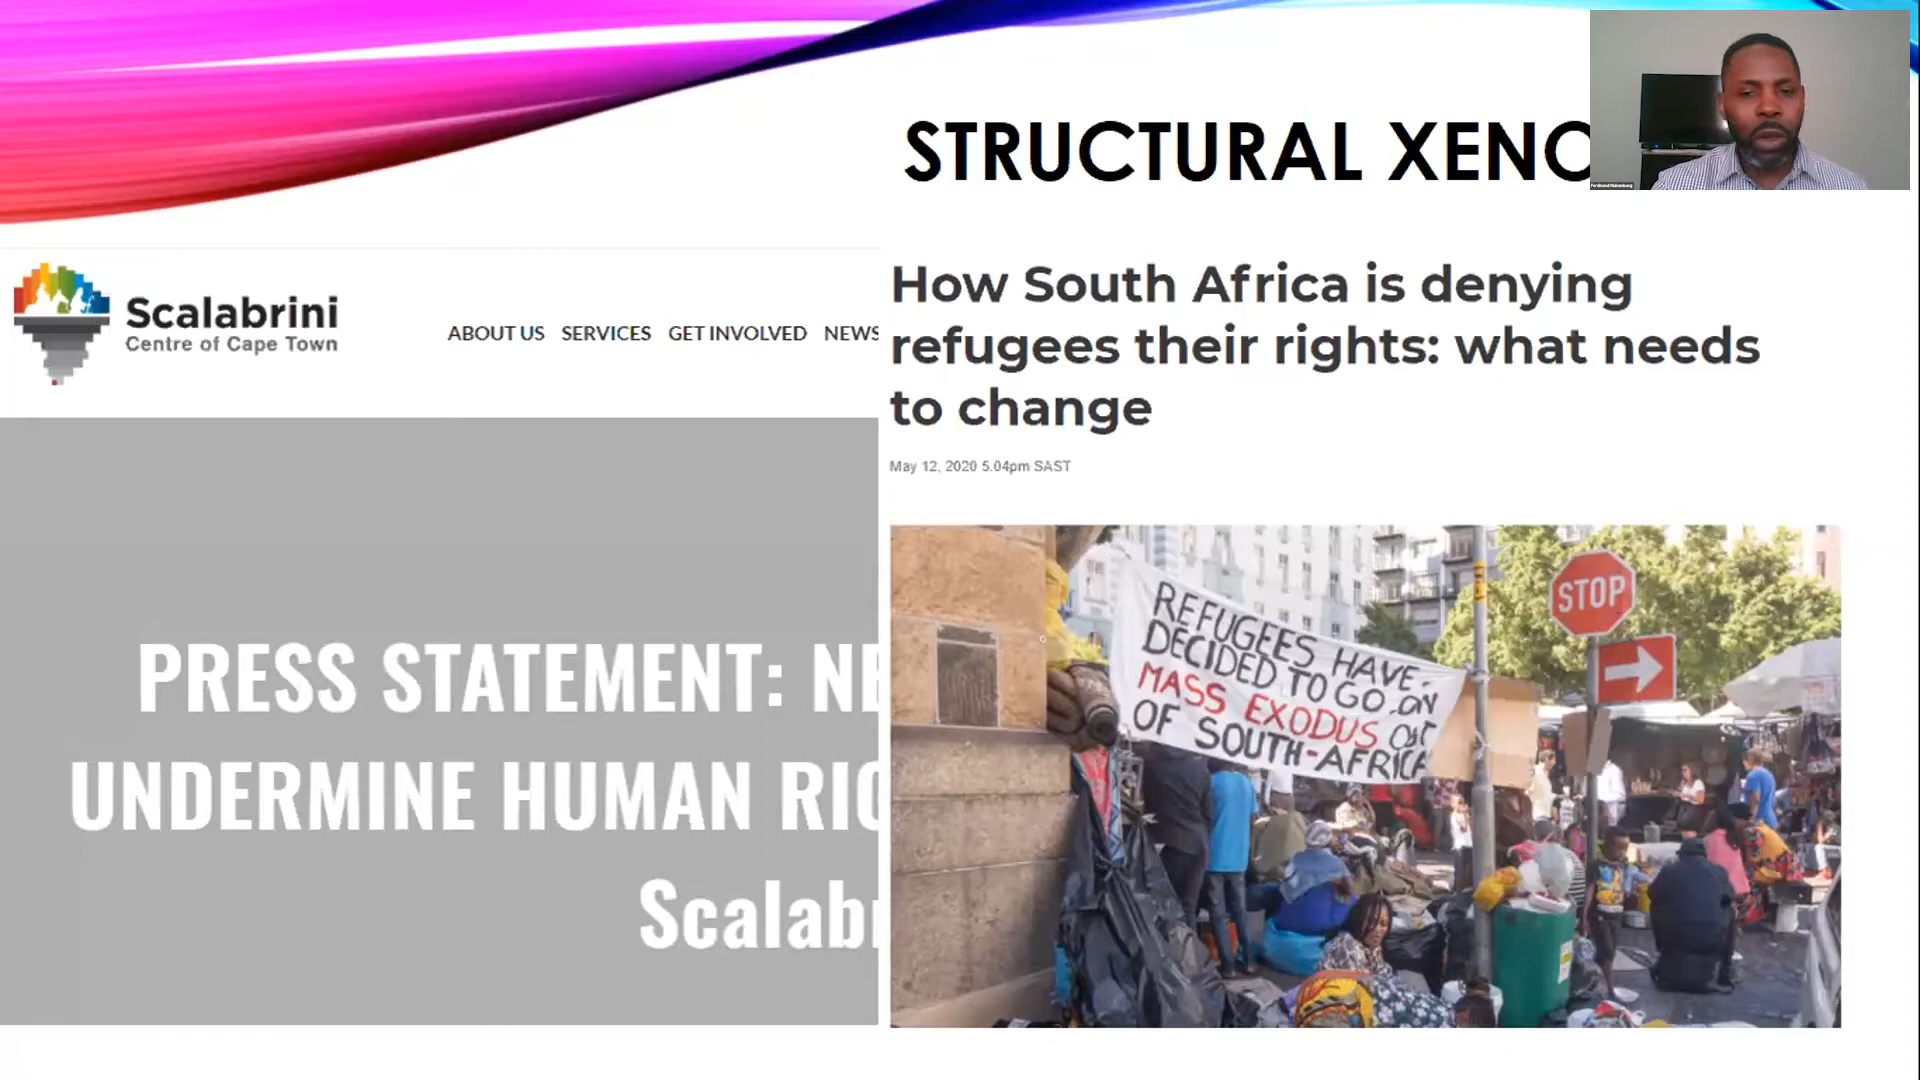 STRUCTURAL XENO
Ferdinand Mukumbang
Scalabrini
Centre of Cape Town
ABOUT US SERVICES GET INVOLVED NEWS
PRESS STATEMENT: NE
UNDERMINE HUMAN RIG
Scalabr
How South Africa is denying
refugees their rights: what needs
to change
May 12, 2020 5.04pm SAST
REFUGEES HAVE
DECIDED TO GO ON
MASS EXODUS OUT
OF SOUTH-AFRICA
STOP